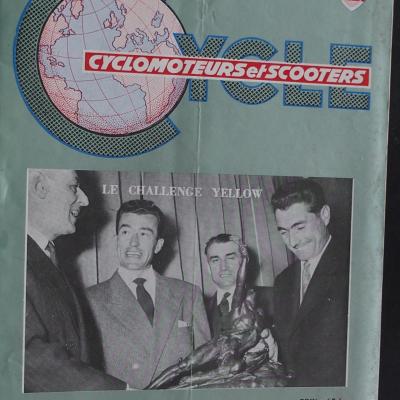 CYCLE
CYCLOMOTEURS et SCOOTERS
LE CHALLENGE YELLOW